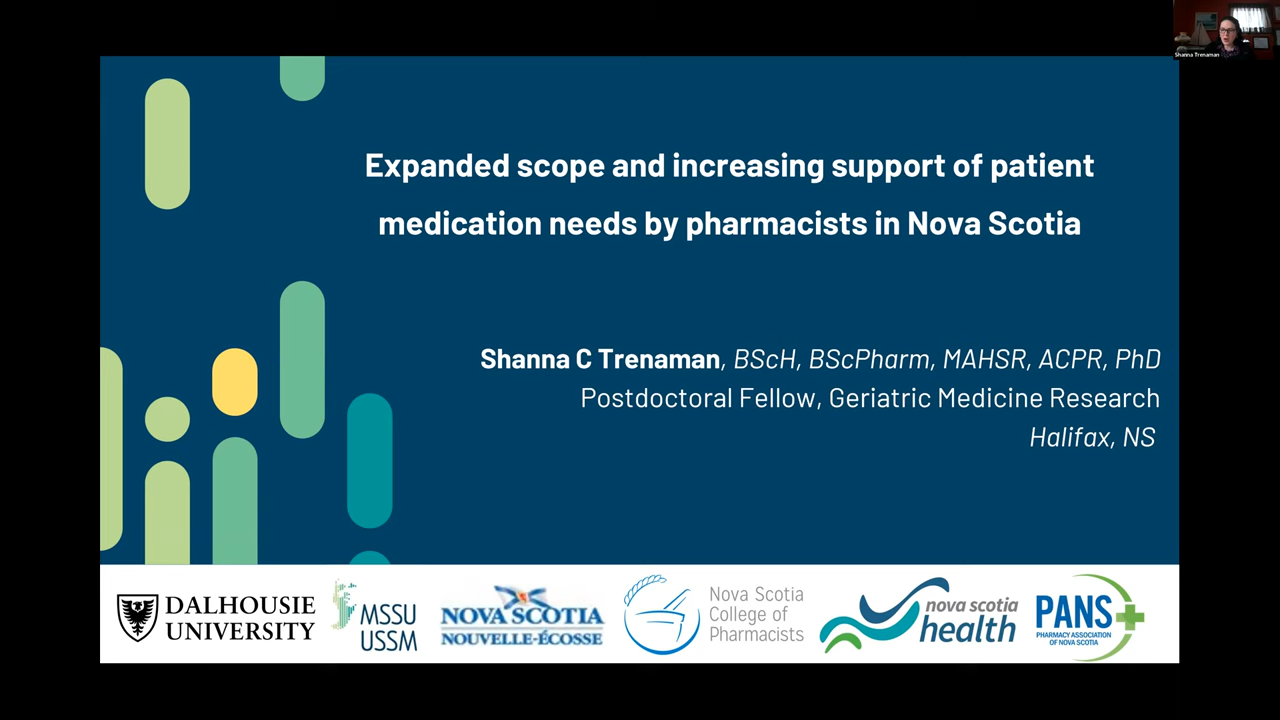 Shanna Trenaman
Expanded scope and increasing support of patient
medication needs by pharmacists in Nova Scotia
Shanna C Trenaman, BScH, BScPharm, MAHSR, ACPR, PhD
Postdoctoral Fellow, Geriatric Medicine Research
Halifax, NS
DALHOUSIE
UNIVERSITY
MSSU
USSM
NOVA SCOTIA
NOUVELLE-ÉCOSSE
Nova Scotia
College of
Pharmacists
nova scotia
health
PANS
PHARMACY ASSOCIATION
OF NOVA SCOTIA